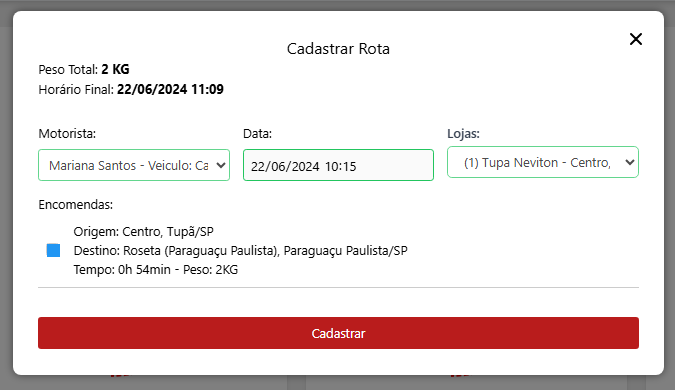 Cadastrar Rota
Peso Total: 2 KG
Horário Final: 22/06/2024 11:09
Motorista:
Data:
Lojas:
Mariana Santos - Veiculo: Ca
22/06/2024 10:15
(1) Tupa Neviton - Centro,
Encomendas:
Origem: Centro, Tupã/SP
Destino: Roseta (Paraguaçu Paulista), Paraguaçu Paulista/SP
Tempo: 0h 54min - Peso: 2KG
Cadastrar